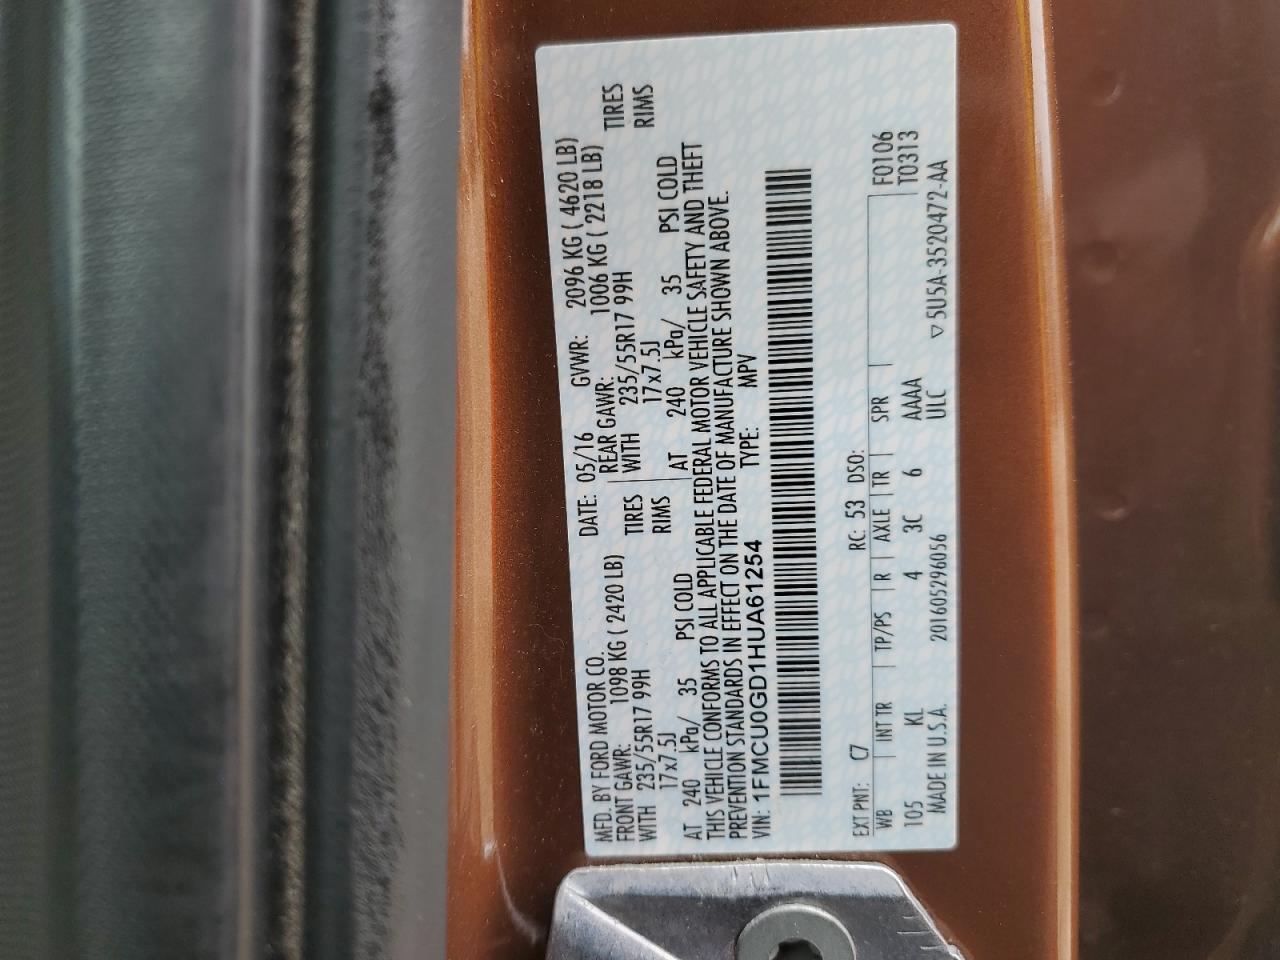 MFD. BY FORD MOTOR CO. DATE: 05/16 GVWR: 2096 KG ( 4620 LB)
FRONT GAWR: 1098 KG ( 2420 LB) REAR GAWR: 1006 KG ( 2218 LB)
WITH 235/55R17 99H TIRES WITH 235/55R17 99H TIRES
17x7.5J RIMS 17x7.5J RIMS
AT 240 kPa/ 35 PSI COLD AT 240 kPa/ 35 PSI COLD
THIS VEHICLE CONFORMS TO ALL APPLICABLE FEDERAL MOTOR VEHICLE SAFETY AND THEFT
PREVENTION STANDARDS IN EFFECT ON THE DATE OF MANUFACTURE SHOWN ABOVE.
VIN: 1FMCU0GD1HUA61254 TYPE: MPV
EXT PNT: C7 RC: 53 DSO: F0106
WB INT TR TP/PS R AXLE TR SPR T0313
105 KL 4 3C 6 AAAA
MADE IN U.S.A. 201605296056 ULC ▽5U5A-3520472-AA